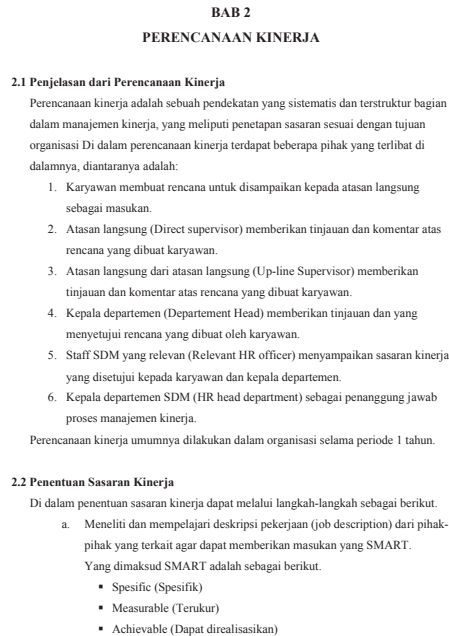 BAB 2
PERENCANAAN KINERJA
2.1 Penjelasan dari Perencanaan Kinerja
Perencanaan kinerja adalah sebuah pendekatan yang sistematis dan terstruktur bagian
dalam manajemen kinerja, yang meliputi penetapan sasaran sesuai dengan tujuan
organisasi Di dalam perencanaan kinerja terdapat beberapa pihak yang terlibat di
dalamnya, diantaranya adalah:
1. Karyawan membuat rencana untuk disampaikan kepada atasan langsung
sebagai masukan.
2. Atasan langsung (Direct supervisor) memberikan tinjauan dan komentar atas
rencana yang dibuat karyawan.
3. Atasan langsung dari atasan langsung (Up-line Supervisor) memberikan
tinjauan dan komentar atas rencana yang dibuat karyawan.
4. Kepala departemen (Departement Head) memberikan tinjauan dan yang
menyetujui rencana yang dibuat oleh karyawan.
5. Staff SDM yang relevan (Relevant HR officer) menyampaikan sasaran kinerja
yang disetujui kepada karyawan dan kepala departemen.
6. Kepala departemen SDM (HR head department) sebagai penanggung jawab
proses manajemen kinerja.
Perencanaan kinerja umumnya dilakukan dalam organisasi selama periode 1 tahun.
2.2 Penentuan Sasaran Kinerja
Di dalam penentuan sasaran kinerja dapat melalui langkah-langkah sebagai berikut.
a. Meneliti dan mempelajari deskripsi pekerjaan (job description) dari pihak-
pihak yang terkait agar dapat memberikan masukan yang SMART.
Yang dimaksud SMART adalah sebagai berikut.
▪ Spesific (Spesifik)
▪ Measurable (Terukur)
▪ Achievable (Dapat direalisasikan)